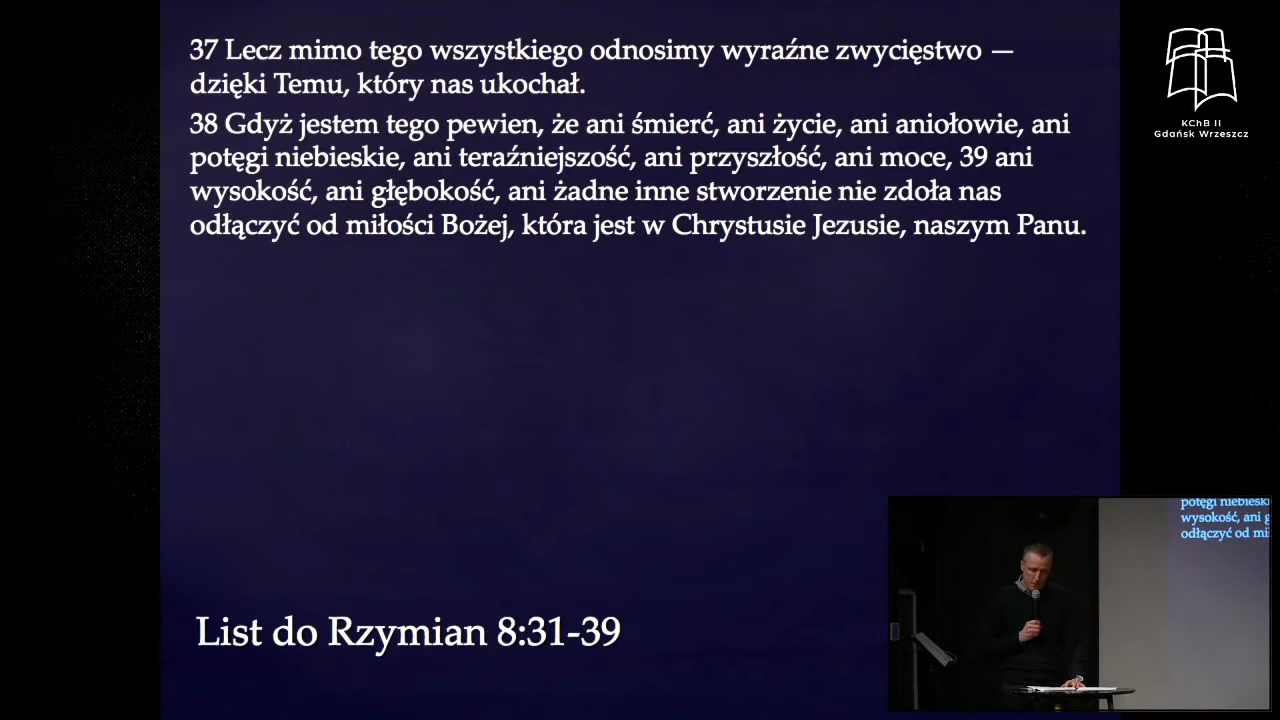 37 Lecz mimo tego wszystkiego odnosimy wyraźne zwycięstwo —
dzięki Temu, który nas ukochał.
38 Gdyż jestem tego pewien, że ani śmierć, ani życie, ani aniołowie, ani
potęgi niebieskie, ani teraźniejszość, ani przyszłość, ani moce, 39 ani
wysokość, ani głębokość, ani żadne inne stworzenie nie zdoła nas
odłączyć od miłości Bożej, która jest w Chrystusie Jezusie, naszym Panu.
List do Rzymian 8:31-39
KChB II
Gdańsk Wrzeszcz
potęgi niebiesk
wysokość, ani g
odłączyć od mi